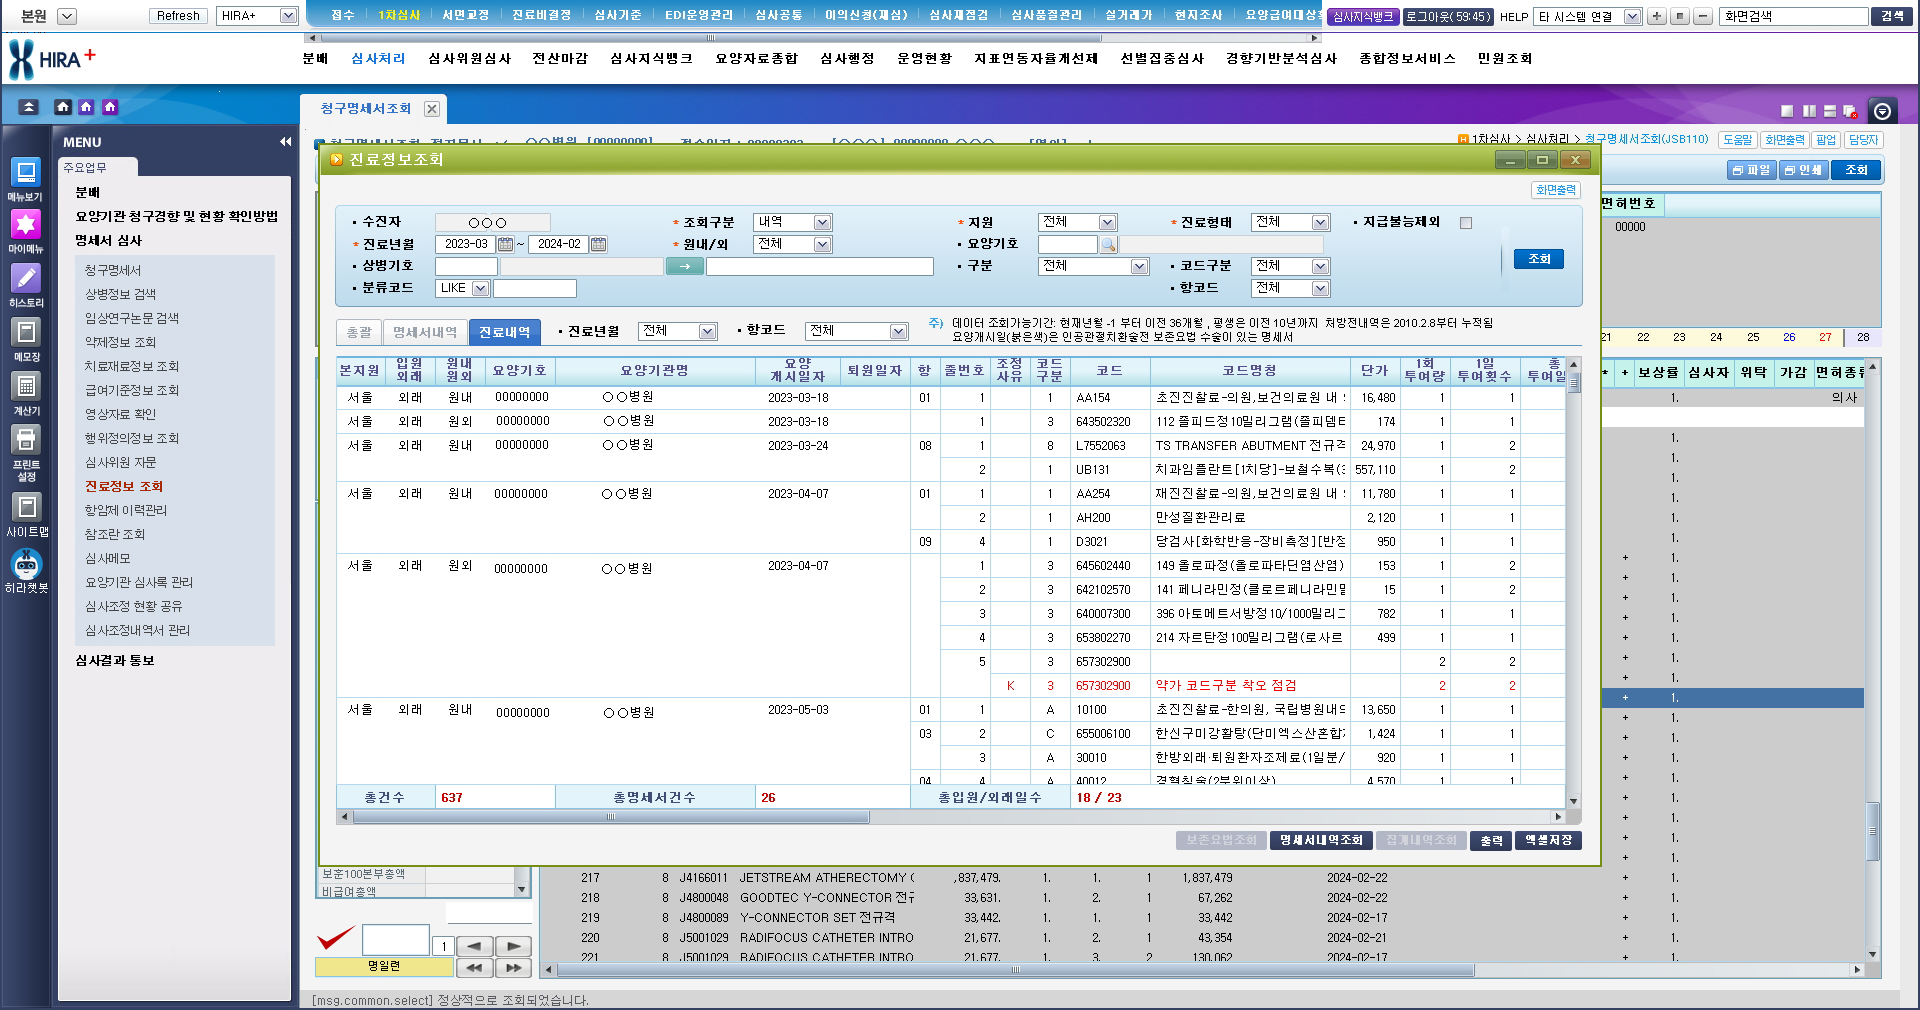 본원 Refresh HIRA+ 접수 1차심사 서면교정 진료비결정 심사기준 EDI운영관리 심사공통 이의신청(재심) 심사재점검 심사품질관리 실거래가 현지조사 요양급여대상 심사지식뱅크 로그아웃(59:45) HELP 타 시스템 연결 화면검색 검색
HIRA+ 분배 심사처리 심사위원심사 전산마감 심사지식뱅크 요양자료종합 심사행정 운영현황 지표연동자율개선제 선별집중심사 경향기반분석심사 종합정보서비스 민원조회
청구명세서조회
MENU
주요업무
분배
요양기관 청구경향 및 현황 확인방법
명세서 심사
청구명세서
상병정보 검색
임상연구논문 검색
약제정보 조회
치료재료정보 조회
급여기준정보 조회
영상자료 확인
행위정의정보 조회
심사위원 자문
진료정보 조회
항암제 이력관리
참조란 조회
심사메모
요양기관 심사록 관리
심사조정 현황 공유
심사조정내역서 관리
심사결과 통보
메뉴보기
마이메뉴
히스토리
메모장
계산기
프린트
설정
사이트맵
히라챗봇
1차심사 > 심사처리 > 청구명세서조회(JSB110) 도움말 화면출력 팝업 담당자
파일 인쇄 조회
면허번호
00000
21 22 23 24 25 26 27 28
* + 보상률 심사자 위탁 가감 면허종류
1. 의사
진료정보조회
화면출력
수진자 ○○○ * 조회구분 내역 * 지원 전체 * 진료형태 전체 지급불능제외
* 진료년월 2023-03 ~ 2024-02 * 원내/외 전체 요양기호
상병기호 → 구분 전체 코드구분 전체 조회
분류코드 LIKE 항코드 전체
총괄 명세서내역 진료내역 진료년월 전체 항코드 전체
주) 데이터 조회가능기간: 현재년월 -1 부터 이전 36개월 , 평생은 이전 10년까지 처방전내역은 2010.2.8부터 누적됨
요양개시일(붉은색)은 인공관절치환술전 보존요법 수술이 있는 명세서
본지원 입원외래 원내원외 요양기호 요양기관명 요양개시일자 퇴원일자 항 줄번호 조정사유 코드구분 코드 코드명칭 단가 1회투여량 1일투여횟수 총투여일
서울 외래 원내 00000000 ○○병원 2023-03-18 01 1 1 AA154 초진진찰료-의원,보건의료원 내 16,480 1 1
서울 외래 원외 00000000 ○○병원 2023-03-18 1 3 643502320 112 졸피드정10밀리그램(졸피뎀타 174 1 1
서울 외래 원내 00000000 ○○병원 2023-03-24 08 1 8 L7552063 TS TRANSFER ABUTMENT 전규격 24,970 1 2
2 1 UB131 치과임플란트[1치당]-보철수복(3 557,110 1 2
서울 외래 원내 00000000 ○○병원 2023-04-07 01 1 1 AA254 재진진찰료-의원,보건의료원 내 11,780 1 1
2 1 AH200 만성질환관리료 2,120 1 1
09 4 1 D3021 당검사[화학반응-장비측정][반정 950 1 1
서울 외래 원외 00000000 ○○병원 2023-04-07 1 3 645602440 149 올로파정(올로파타딘염산염) 153 1 2
2 3 642102570 141 페니라민정(클로르페니라민말 15 1 2
3 3 640007300 396 아토메트서방정10/1000밀리그 782 1 1
4 3 653802270 214 자르탄정100밀리그램(로사르 499 1 1
5 3 657302900 2 2
K 3 657302900 약가 코드구분 착오 점검 2 2
서울 외래 원내 00000000 ○○병원 2023-05-03 01 1 A 10100 초진진찰료-한의원, 국립병원내의 13,650 1 1
03 2 C 655006100 한신구미강활탕(단미엑스산혼합제 1,424 1 1
3 A 30010 한방외래·퇴원환자조제료(1일분/ 920 1 1
04 4 A 40012 경혈침술(2부위이상) 4,570 1 1
총건수 637 총명세서건수 26 총입원/외래일수 18 / 23
보존요법조회 명세서내역조회 집계내역조회 출력 엑셀저장
보훈100본부총액
비급여총액
1
명일련
217 8 J4166011 JETSTREAM ATHERECTOMY C ,837,479. 1. 1. 1 1,837,479 2024-02-22
218 8 J4800048 GOODTEC Y-CONNECTOR 전규 33,631. 1. 2. 1 67,262 2024-02-22
219 8 J4800089 Y-CONNECTOR SET 전규격 33,442. 1. 1. 1 33,442 2024-02-17
220 8 J5001029 RADIFOCUS CATHETER INTRO 21,677. 1. 2. 1 43,354 2024-02-21
221 8 J5001029 RADIFOCUS CATHETER INTRO 21,677. 1. 3. 2 130,062 2024-02-17
[msg.common.select] 정상적으로 조회되었습니다.